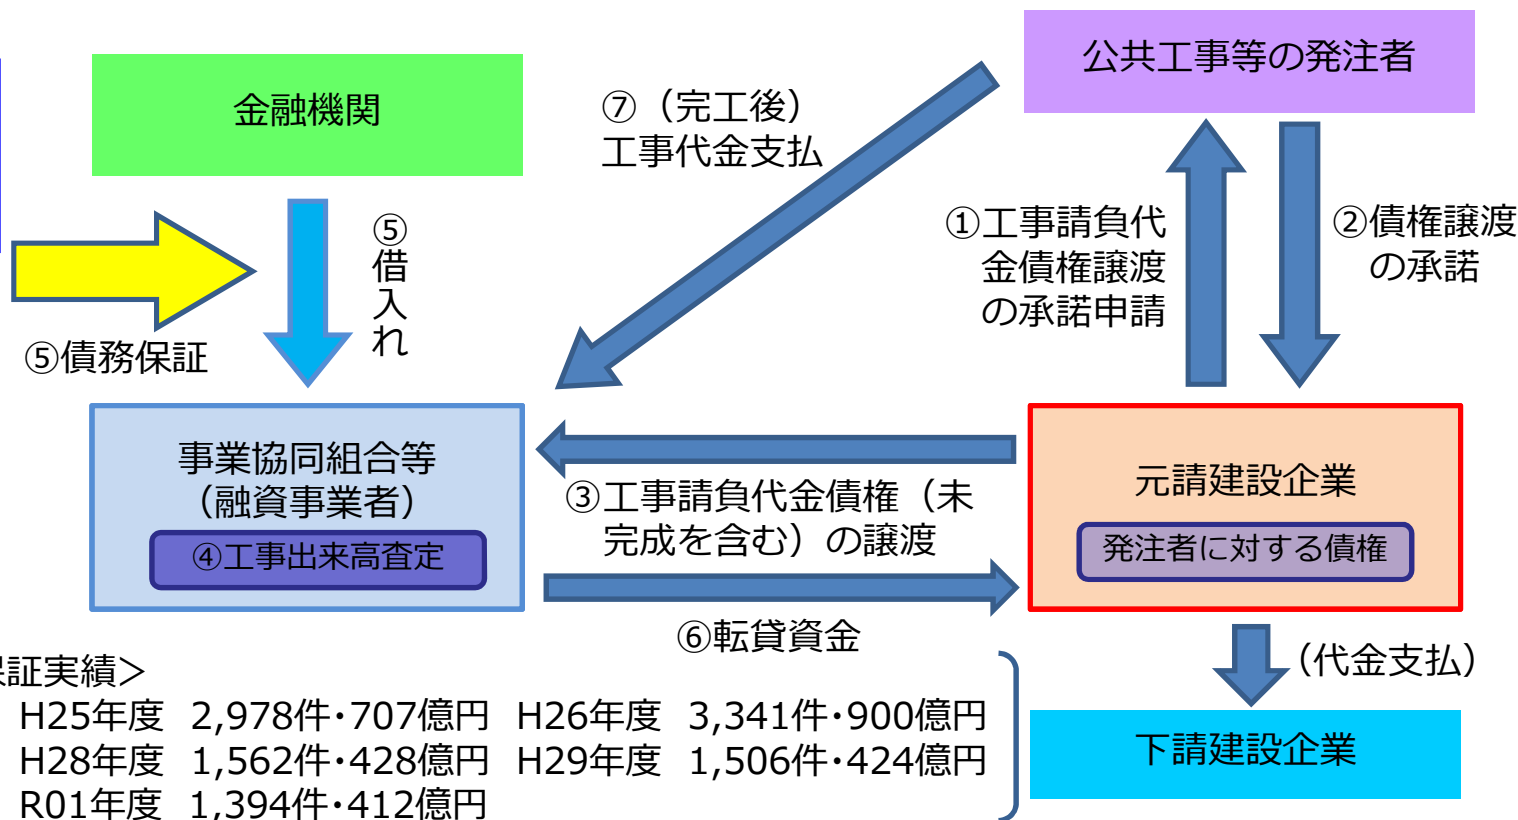 公共工事等の発注者
金融機関
⑦（完工後）
工事代金支払
①工事請負代
金債権譲渡
の承諾申請
②債権譲渡
の承諾
⑤借入れ
⑤債務保証
事業協同組合等
（融資事業者）
④工事出来高査定
③工事請負代金債権（未
完成を含む）の譲渡
元請建設企業
発注者に対する債権
⑥転貸資金
（代金支払）
下請建設企業
証実績＞
H25年度 2,978件・707億円 H26年度 3,341件・900億円
H28年度 1,562件・428億円 H29年度 1,506件・424億円
R01年度 1,394件・412億円